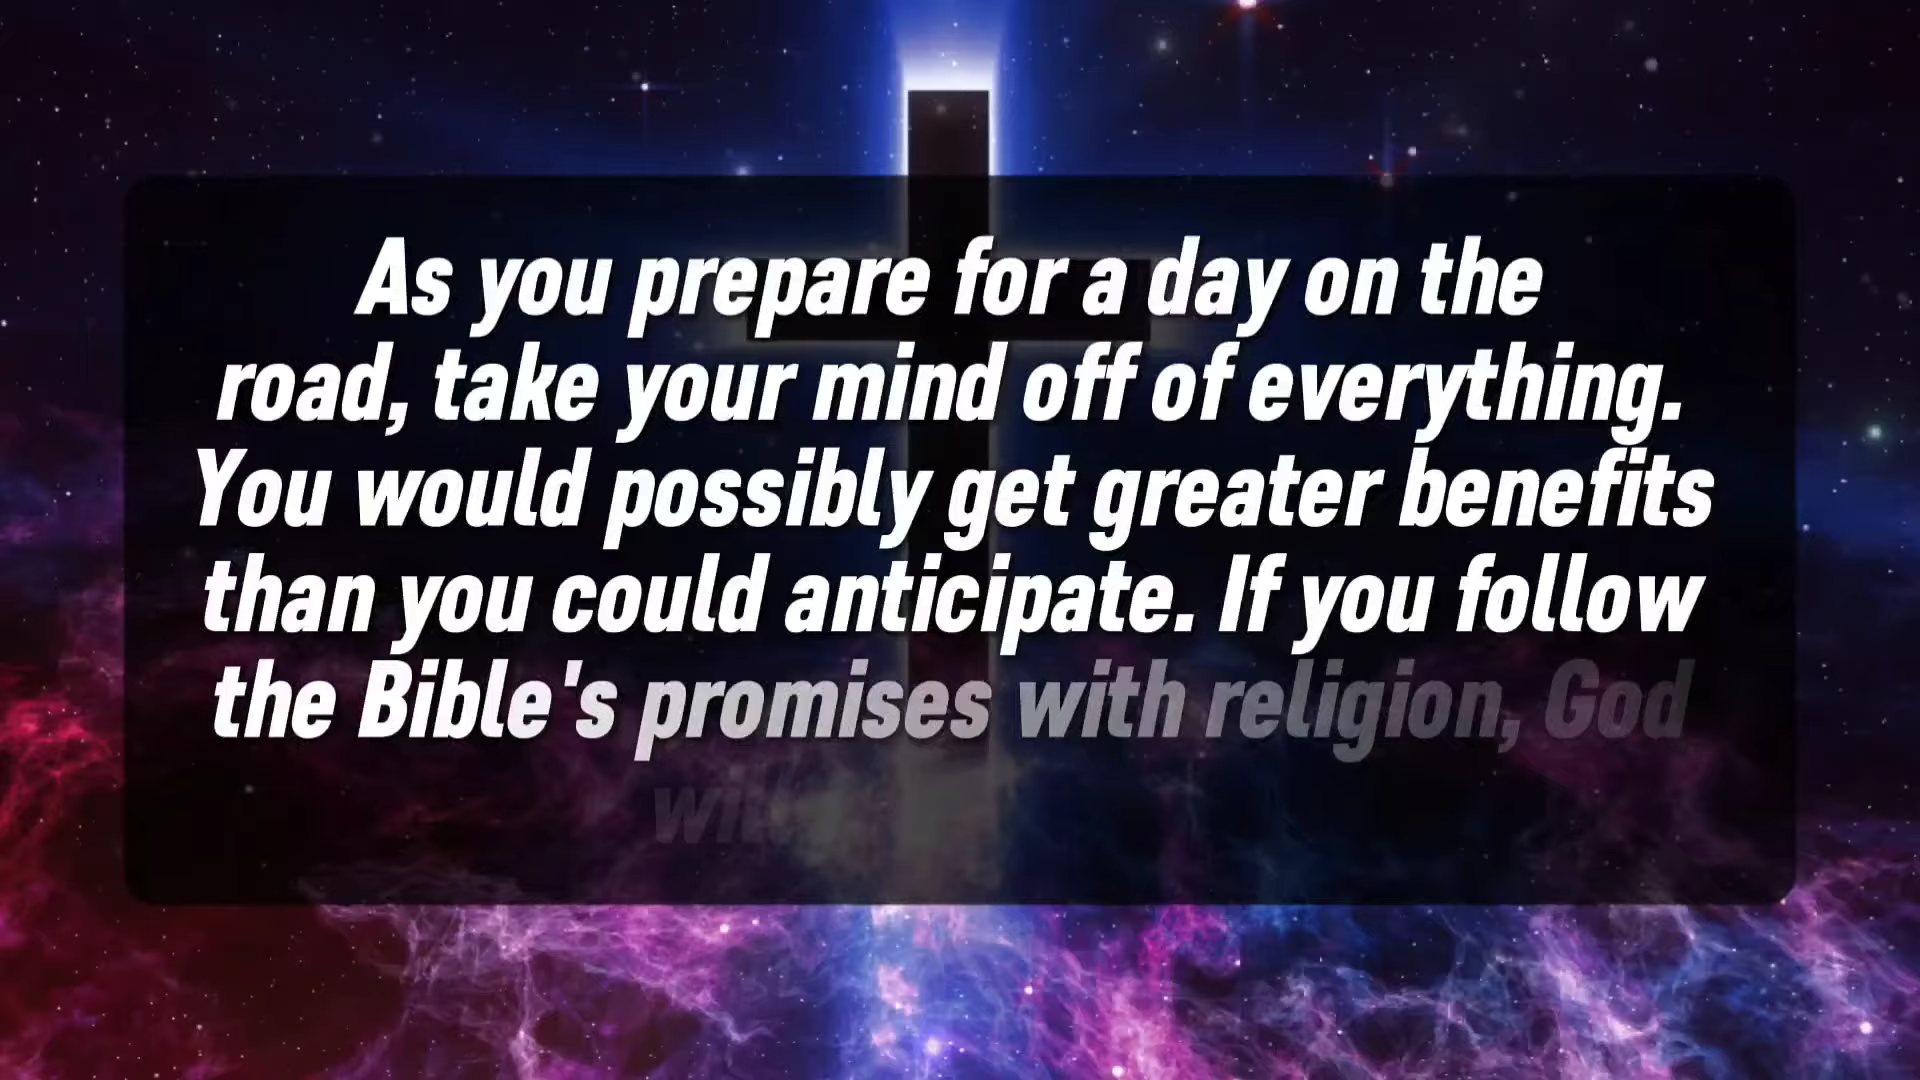 As you prepare for a day on the
road, take your mind off of everything.
You would possibly get greater benefits
than you could anticipate. If you follow
the Bible's promises with religion, God
will